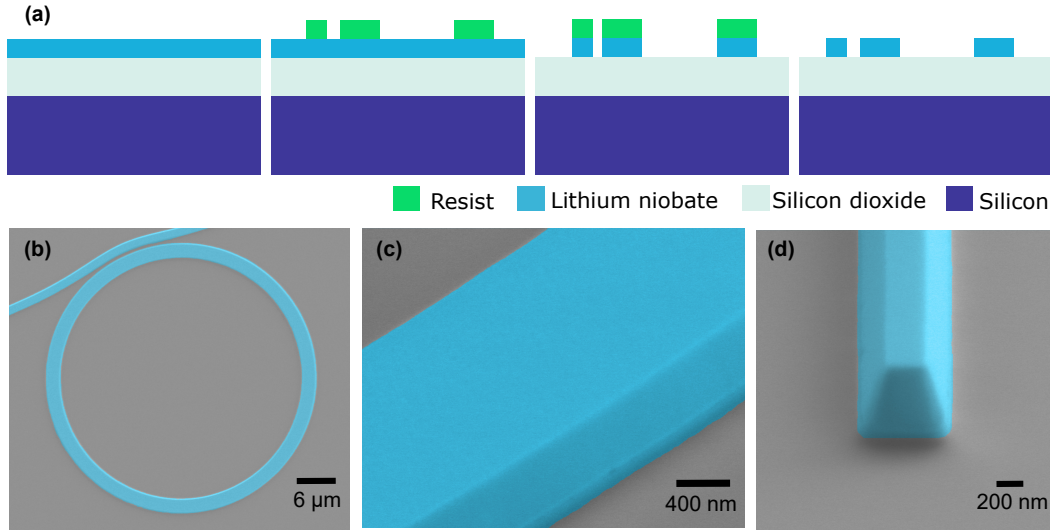 (a)
Resist Lithium niobate Silicon dioxide Silicon
(b) (c) (d)
6 μm 400 nm 200 nm